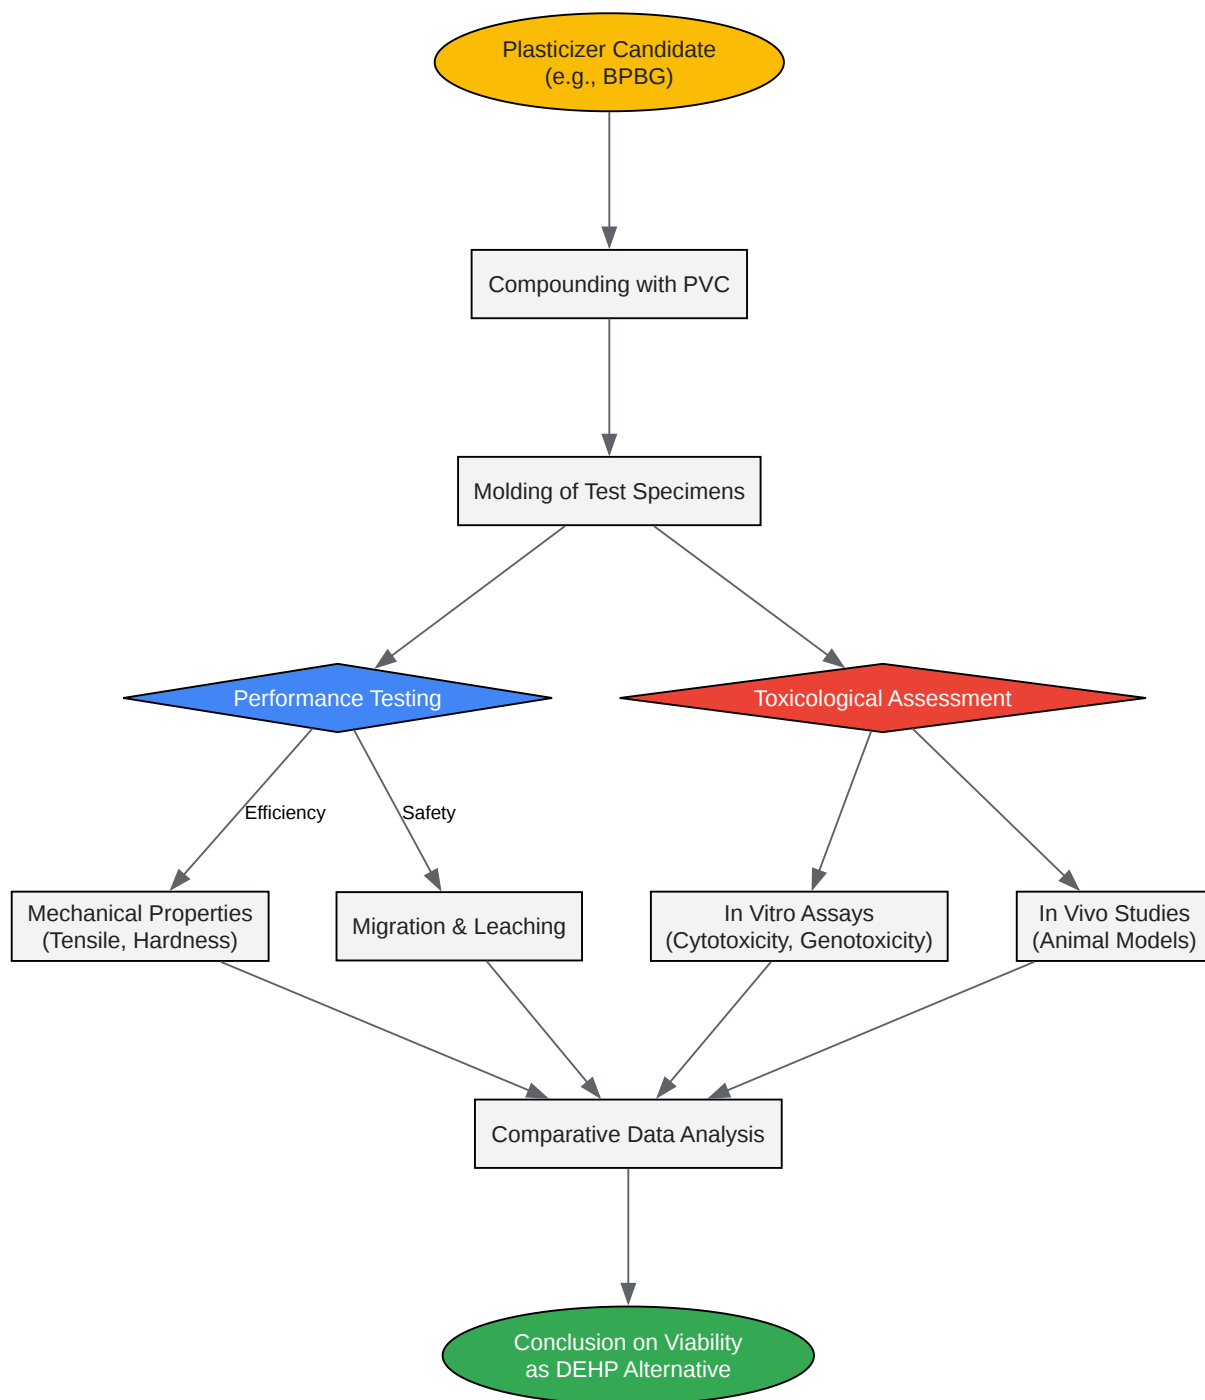 Plasticizer Candidate
(e.g., BPBG)
Compounding with PVC
Molding of Test Specimens
Performance Testing
Toxicological Assessment
Efficiency
Safety
Mechanical Properties
(Tensile, Hardness)
Migration & Leaching
In Vitro Assays
(Cytotoxicity, Genotoxicity)
In Vivo Studies
(Animal Models)
Comparative Data Analysis
Conclusion on Viability
as DEHP Alternative